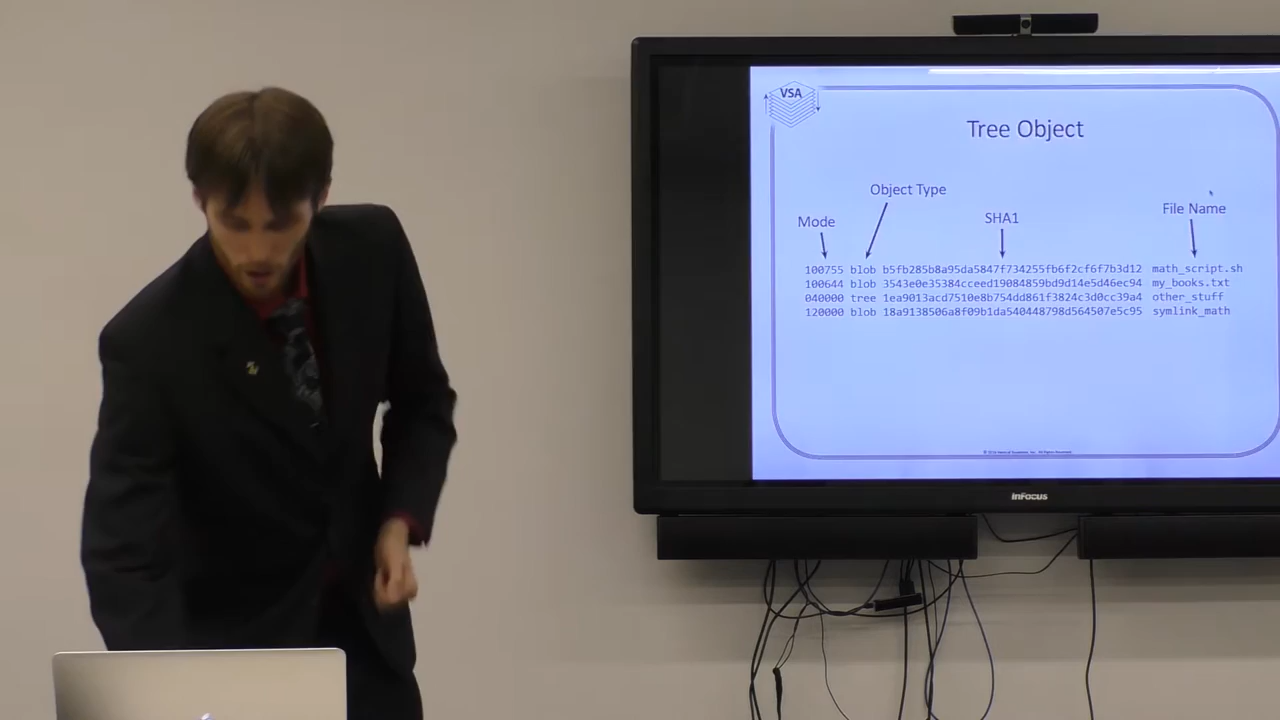 VSA
Tree Object
Object Type
File Name
Mode
SHA1
100755 blob b5fb285b8a95da5847f734255fb6f2cf6f7b3d12 math_script.sh
100644 blob 3543e0e35384cceed19084859bd9d14e5d46ec94 my_books.txt
040000 tree 1ea9013acd7510e8b754dd861f3824c3d0cc39a4 other_stuff
120000 blob 18a9138506a8f09b1da540448798d564507e5c95 symlink_math
InFocus